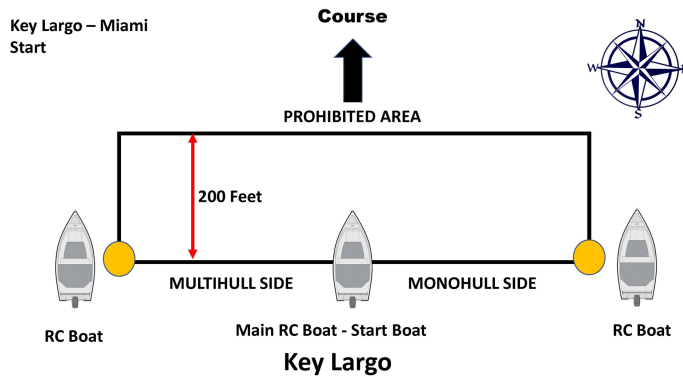 Key Largo – Miami
Start
Course
N
W
S
PROHIBITED AREA
200 Feet
MULTIHULL SIDE
MONOHULL SIDE
RC Boat
Main RC Boat - Start Boat
RC Boat
Key Largo